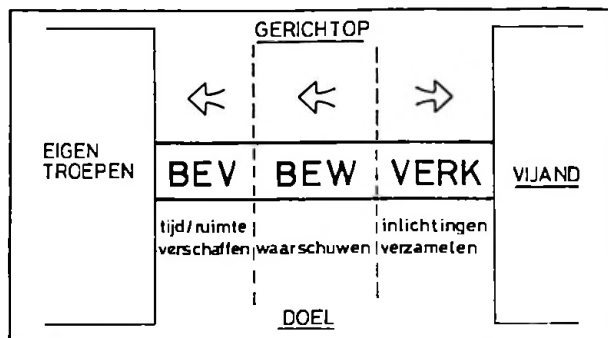 GERICHTOP
EIGEN
TROEPEN
BEV
BEW
VERK
VIJAND
tijd/ruimte
verschaffen
waarschuwen
inlichtingen
verzamelen
DOEL